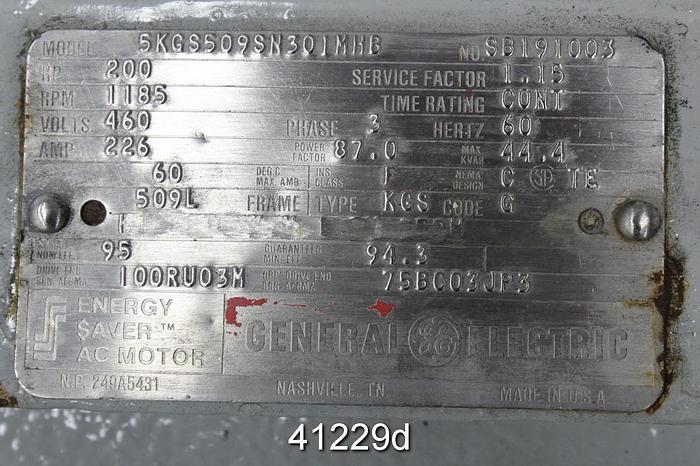 MODEL 5KGS509SN301MHB NO. SB191003
HP 200 SERVICE FACTOR 1.15
RPM 1185 TIME RATING CONT
VOLTS 460 PHASE 3 HERTZ 60
AMP 226 POWER FACTOR 87.0 MAX KVAR 44.4
60 DEG.C MAX. AMB. INS CLASS F NEMA DESIGN C SP TE
509L FRAME TYPE KGS CODE G
NOM.EFF. 95 GUARANTEED MIN.EFF 94.3
DRIVE END BRG. AFBMA 100RU03M OPP. DRIVE END BRG. AFBMA 75BC03JP3
ENERGY $AVER™ AC MOTOR
GENERAL GE ELECTRIC
N.P. 249A5431 NASHVILLE, TN. MADE IN U.S.A.
41229d